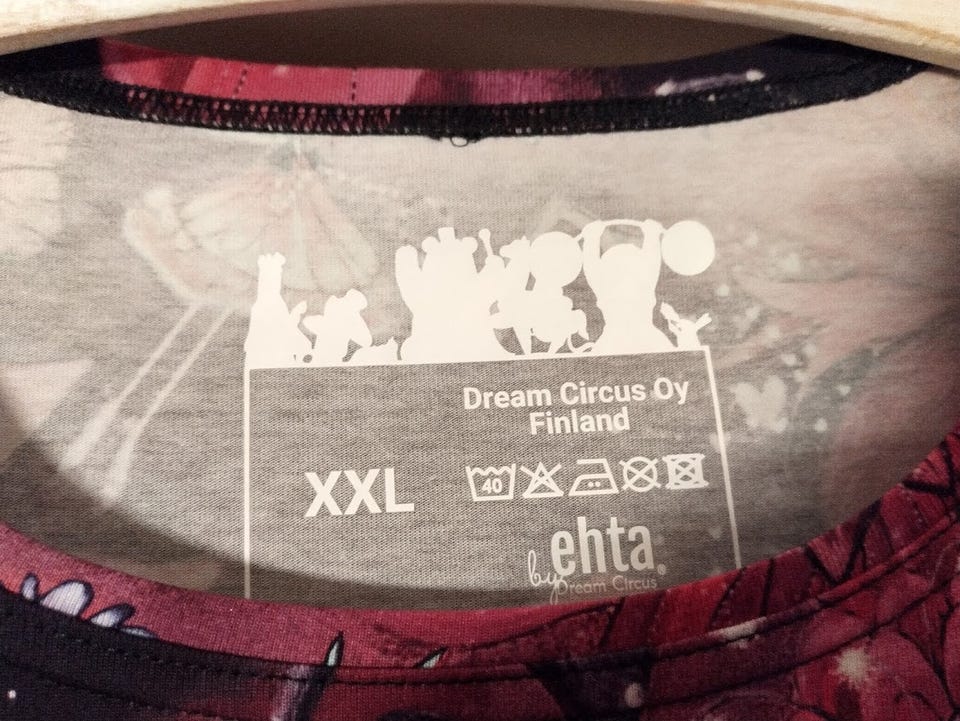 Dream Circus Oy
Finland
XXL
40
ehta.
by Dream Circus